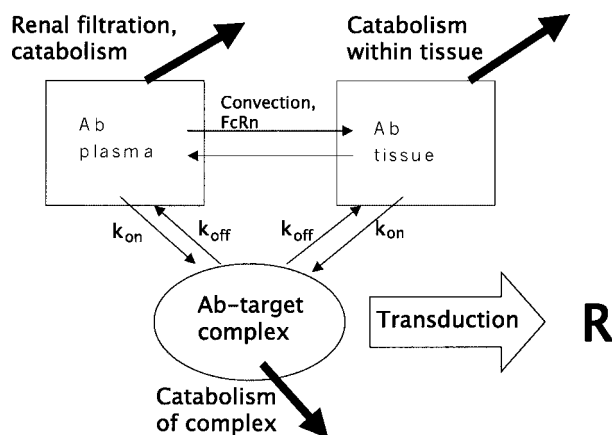 Renal filtration,
catabolism
Catabolism
within tissue
Convection,
FcRn
Ab
plasma
Ab
tissue
kon
koff
koff
kon
Ab-target
complex
Transduction
R
Catabolism
of complex